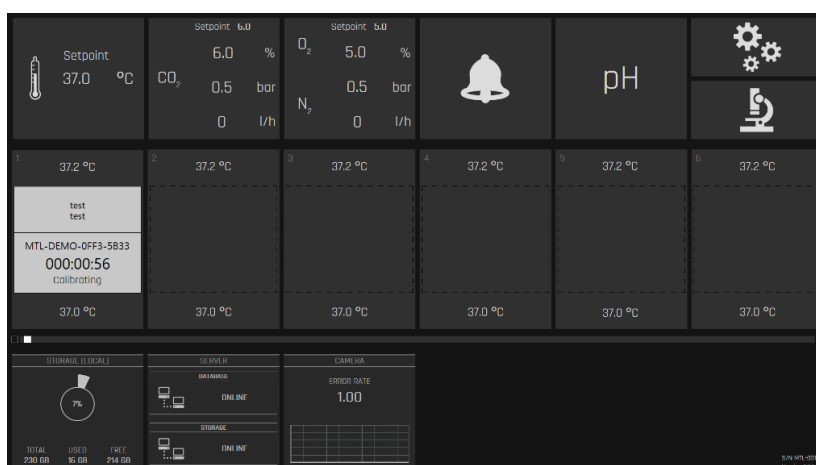 Setpoint
37.0 °C
Setpoint 6.0
6.0 %
CO2
0.5 bar
0 l/h
Setpoint 5.0
O2
5.0 %
0.5 bar
N2
0 l/h
pH
1
37.2 °C
test
test
MTL-DEMO-0FF3-5B33
000:00:56
Calibrating
37.0 °C
2
37.2 °C
37.0 °C
3
37.2 °C
37.0 °C
4
37.2 °C
37.0 °C
5
37.2 °C
37.0 °C
6
37.2 °C
37.0 °C
STORAGE (LOCAL)
7%
TOTAL USED FREE
230 GB 16 GB 214 GB
SERVER
DATABASE
ONLINE
STORAGE
ONLINE
CAMERA
ERROR RATE
1.00
S/N MTL-001